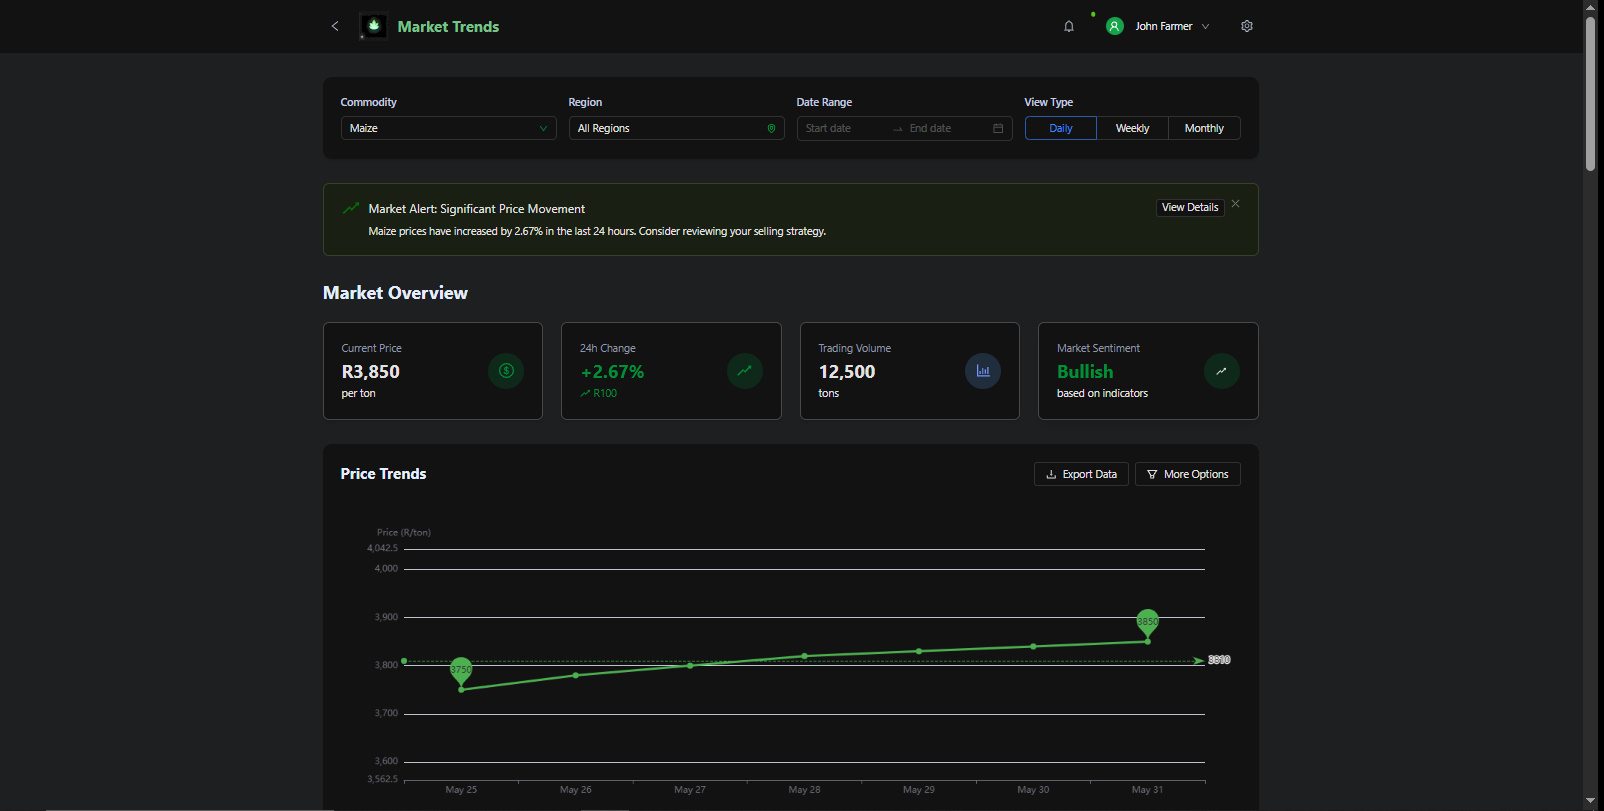 Market Trends
John Farmer
Commodity
Region
Date Range
View Type
Maize
All Regions
Start date
End date
Daily
Weekly
Monthly
Market Alert: Significant Price Movement
View Details
Maize prices have increased by 2.67% in the last 24 hours. Consider reviewing your selling strategy.
Market Overview
Current Price
R3,850
per ton
24h Change
+2.67%
R100
Trading Volume
12,500
tons
Market Sentiment
Bullish
based on indicators
Price Trends
Export Data
More Options
Price (R/ton)
4,042.5
4,000
3,900
3850
3750
3,800
3810
3,700
3,600
3,562.5
May 25
May 26
May 27
May 28
May 29
May 30
May 31